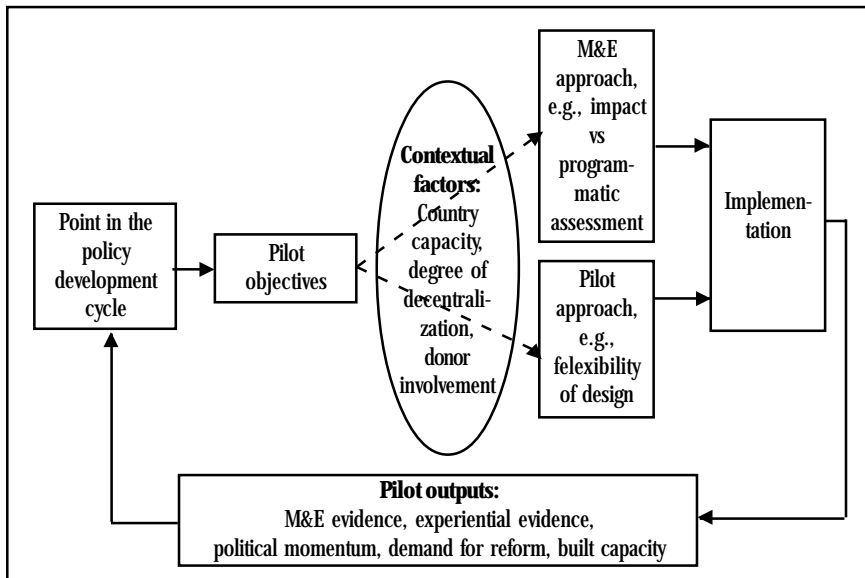 Point in the
policy
development
cycle
Pilot
objectives
Contextual
factors:
Country
capacity,
degree of
decentrali-
zation,
donor
involvement
M&E
approach,
e.g., impact
vs
program-
matic
assessment
Pilot
approach,
e.g.,
felexibility
of design
Implemen-
tation
Pilot outputs:
M&E evidence, experiential evidence,
political momentum, demand for reform, built capacity